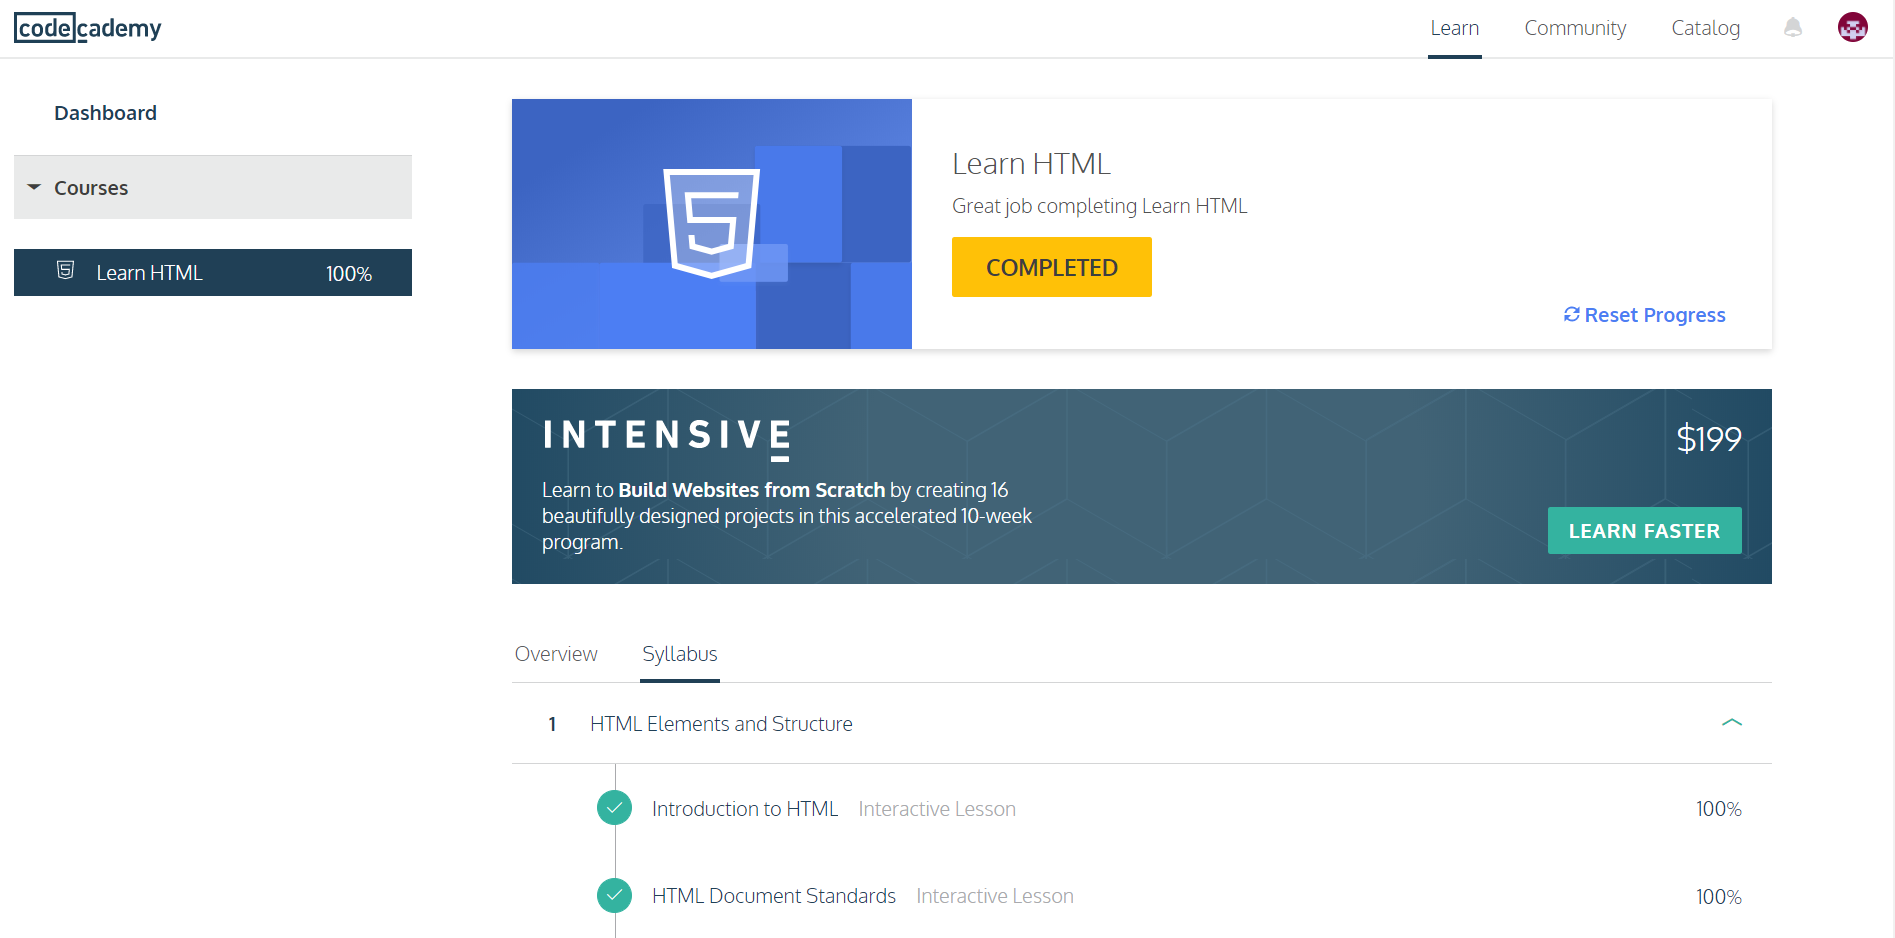 codecademy
Learn
Community
Catalog
Dashboard
Courses
Learn HTML
100%
Learn HTML
Great job completing Learn HTML
COMPLETED
Reset Progress
INTENSIVE
$199
Learn to Build Websites from Scratch by creating 16
beautifully designed projects in this accelerated 10-week
program.
LEARN FASTER
Overview
Syllabus
1 HTML Elements and Structure
Introduction to HTML Interactive Lesson 100%
HTML Document Standards Interactive Lesson 100%